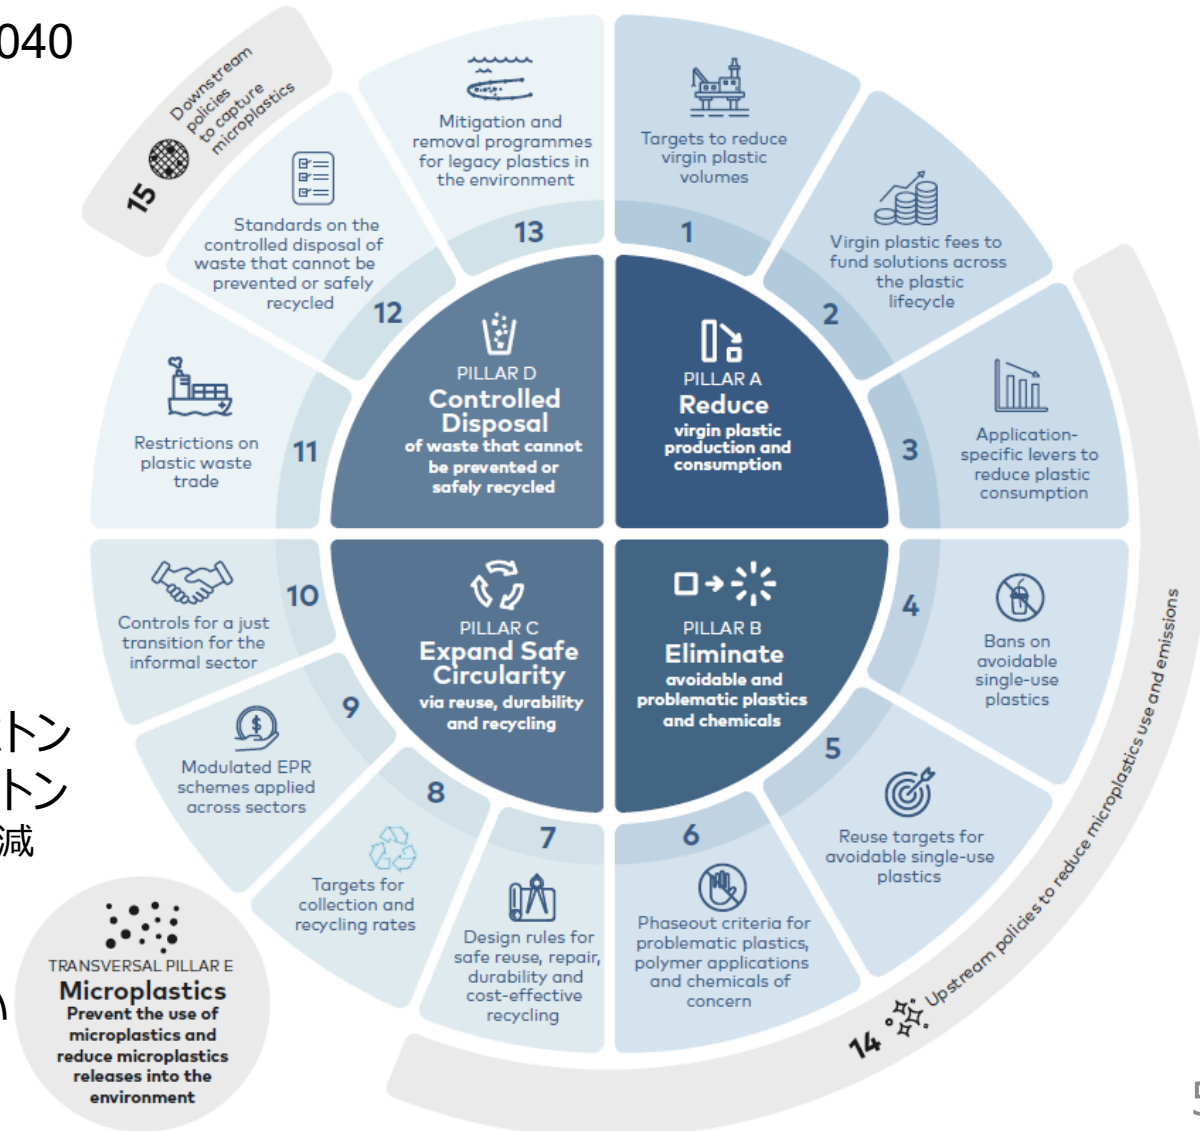 040
15
Downstream
policies
to capture
microplastics
Mitigation and
removal programmes
for legacy plastics in
the environment
13
Targets to reduce
virgin plastic
volumes
1
Virgin plastic fees to
fund solutions across
the plastic
lifecycle
2
Application-
specific levers to
reduce plastic
consumption
3
Bans on
avoidable
single-use
plastics
4
Reuse targets for
avoidable single-use
plastics
5
Phaseout criteria for
problematic plastics,
polymer applications
and chemicals of
concern
6
Design rules for
safe reuse, repair,
durability and
cost-effective
recycling
7
Targets for
collection and
recycling rates
8
Modulated EPR
schemes applied
across sectors
9
Controls for a just
transition for the
informal sector
10
Restrictions on
plastic waste
trade
11
Standards on the
controlled disposal of
waste that cannot be
prevented or safely
recycled
12
PILLAR D
Controlled
Disposal
of waste that cannot
be prevented or
safely recycled
PILLAR A
Reduce
virgin plastic
production and
consumption
PILLAR C
Expand Safe
Circularity
via reuse, durability
and recycling
PILLAR B
Eliminate
avoidable and
problematic plastics
and chemicals
14
Upstream policies to reduce microplastics use and emissions
トン
トン
減
い
TRANSVERSAL PILLAR E
Microplastics
Prevent the use of
microplastics and
reduce microplastics
releases into the
environment